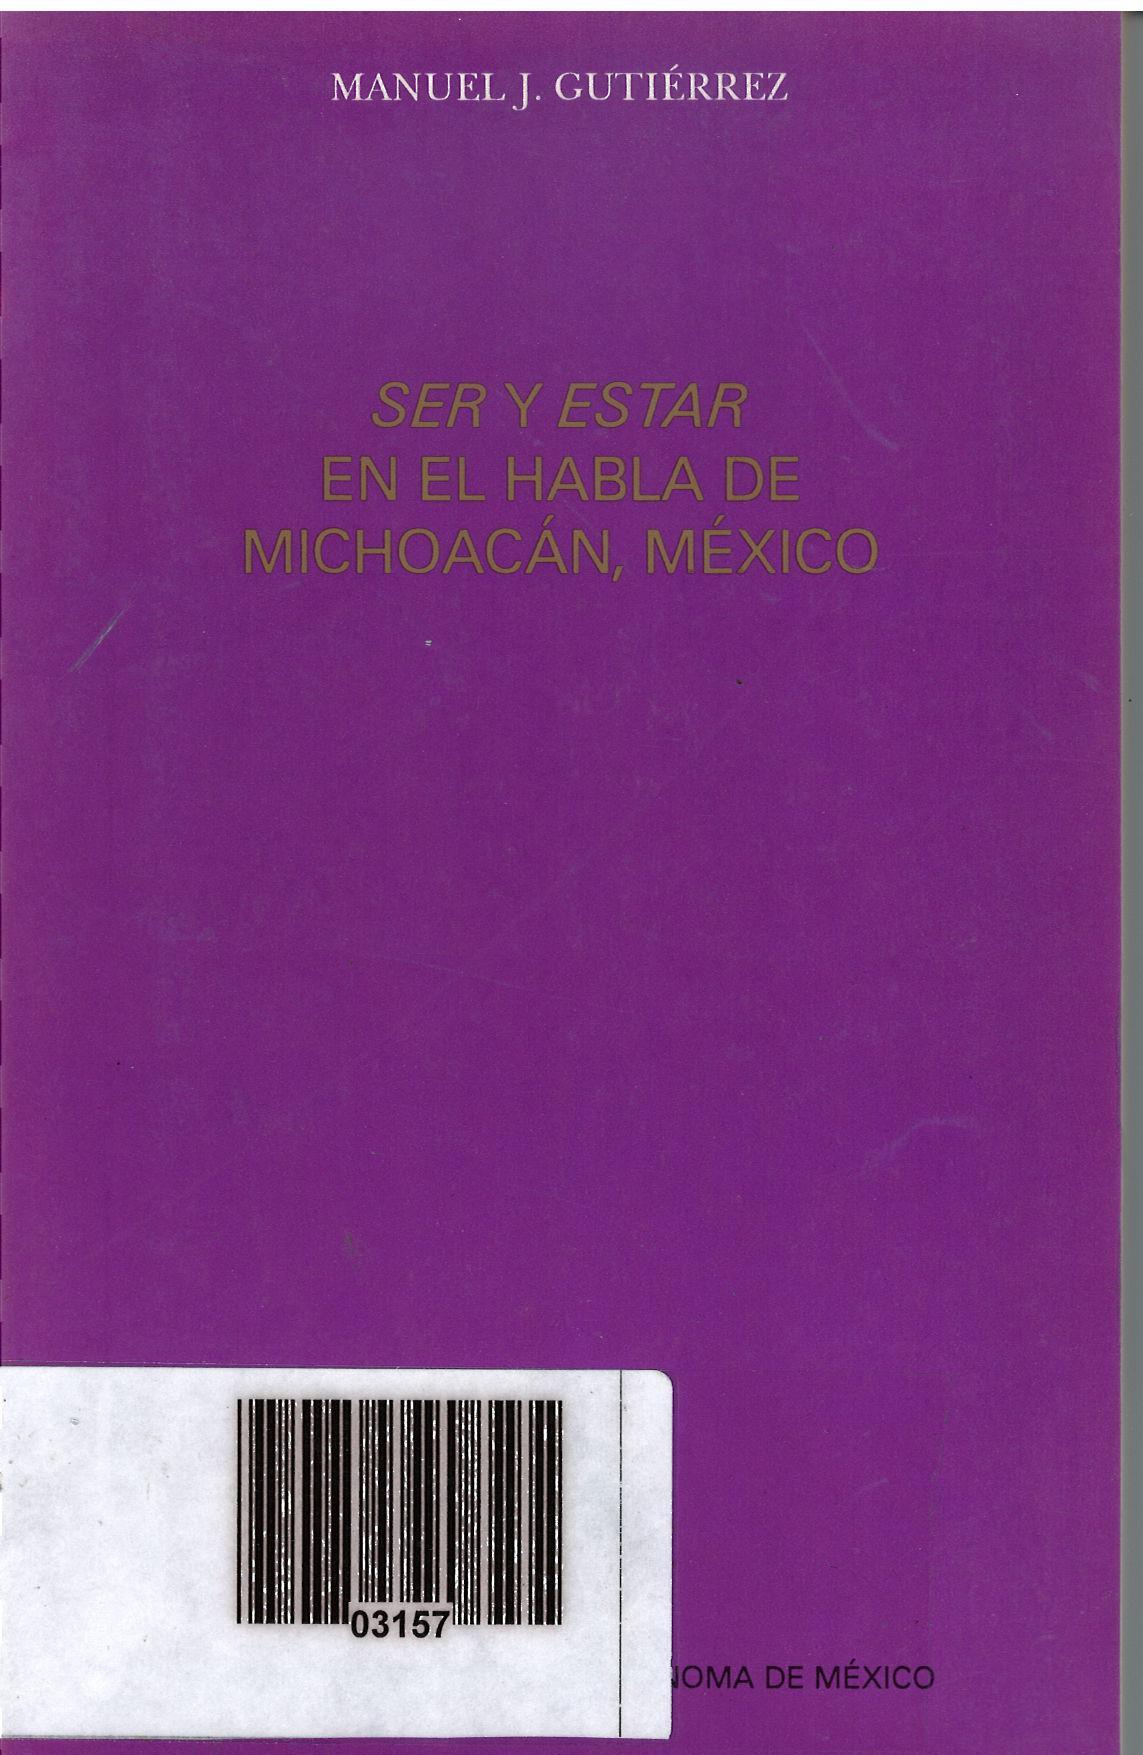 MANUEL J. GUTIÉRREZ
SER Y ESTAR
EN EL HABLA DE
MICHOACÁN, MÉXICO
03157
NOMA DE MÉXICO